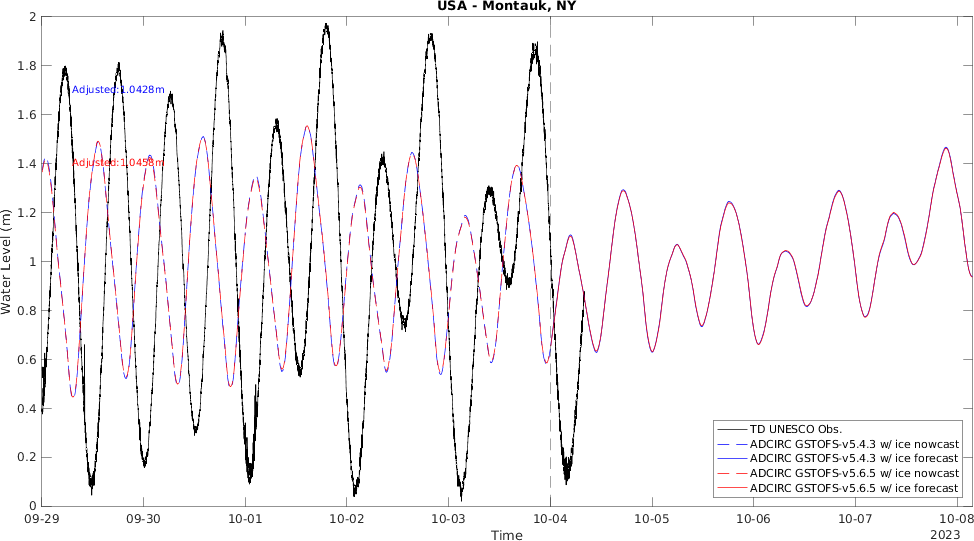 USA - Montauk, NY
Water Level (m)
2
1.8
1.6
1.4
1.2
1
0.8
0.6
0.4
0.2
0
Adjusted:1.0428m
Adjusted:1.0458m
TD UNESCO Obs.
ADCIRC GSTOFS-v5.4.3 w/ ice nowcast
ADCIRC GSTOFS-v5.4.3 w/ ice forecast
ADCIRC GSTOFS-v5.6.5 w/ ice nowcast
ADCIRC GSTOFS-v5.6.5 w/ ice forecast
09-29 09-30 10-01 10-02 10-03 10-04 10-05 10-06 10-07 10-08
2023
Time